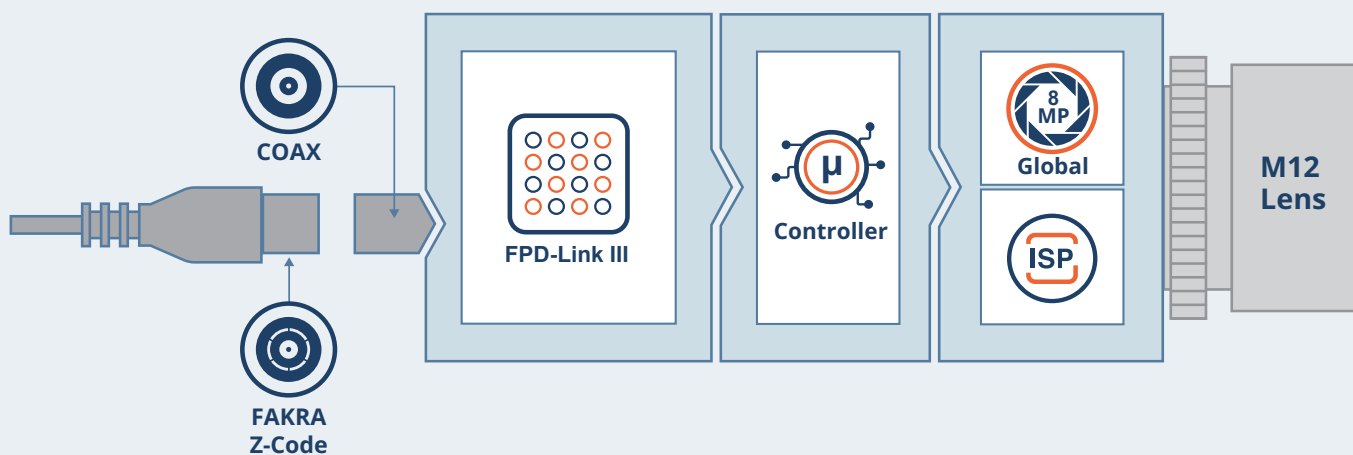 COAX
FAKRA
Z-Code
FPD-Link III
µ
Controller
8
MP
Global
ISP
M12
Lens